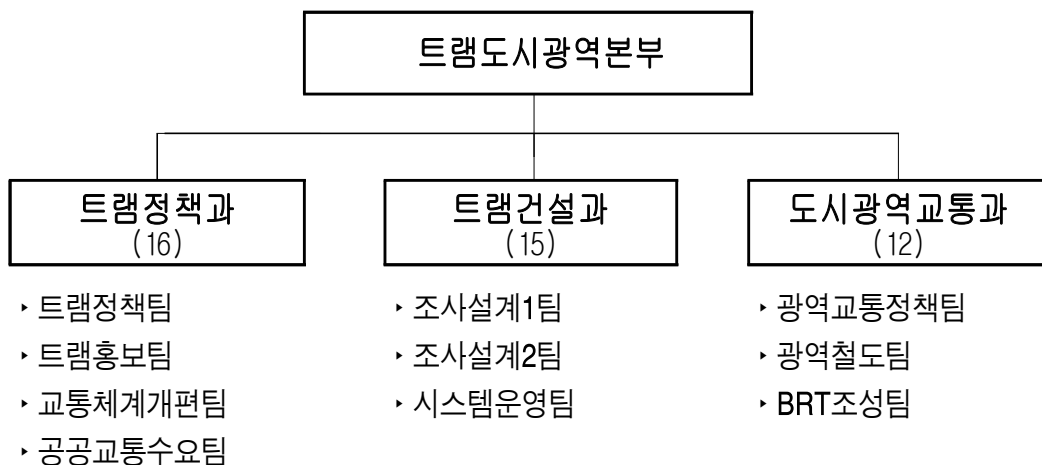 트램도시광역본부
트램정책과
(16)
트램정책팀
트램홍보팀
교통체계개편팀
공공교통수요팀
트램건설과
(15)
조사설계1팀
조사설계2팀
시스템운영팀
도시광역교통과
(12)
광역교통정책팀
광역철도팀
BRT조성팀